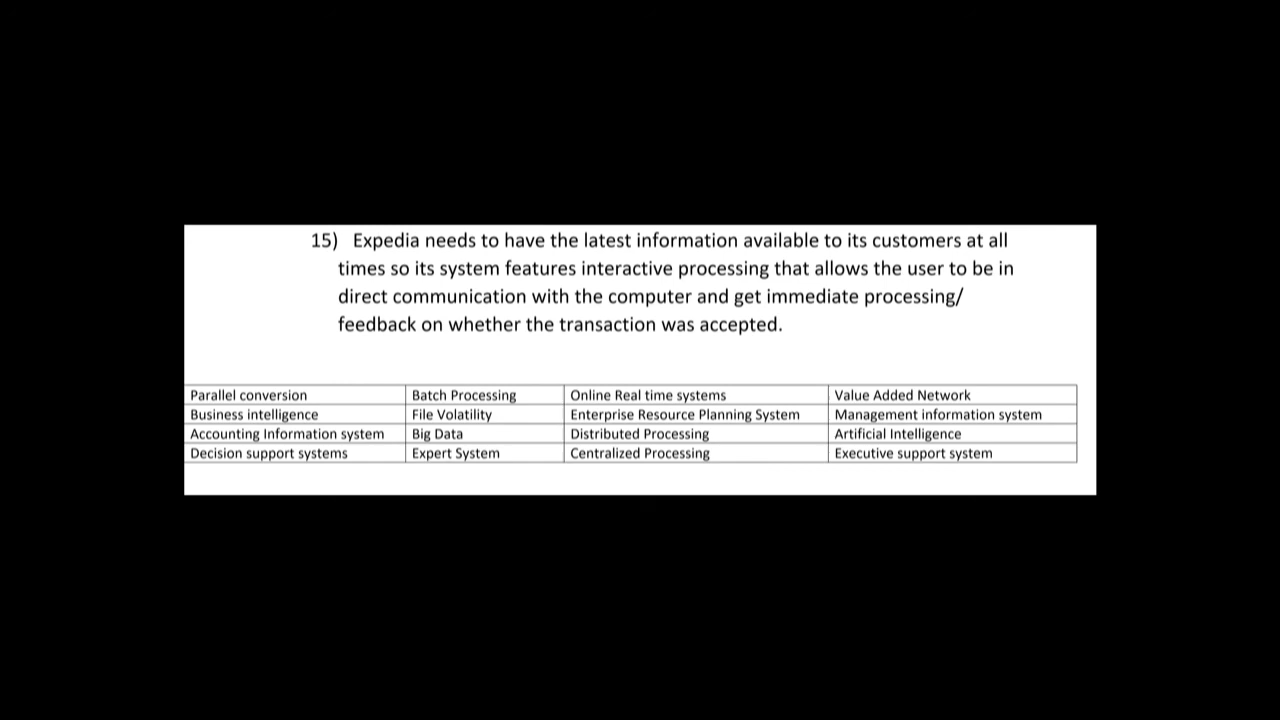 15) Expedia needs to have the latest information available to its customers at all
times so its system features interactive processing that allows the user to be in
direct communication with the computer and get immediate processing/
feedback on whether the transaction was accepted.
Parallel conversion Batch Processing Online Real time systems Value Added Network
Business intelligence File Volatility Enterprise Resource Planning System Management information system
Accounting Information system Big Data Distributed Processing Artificial Intelligence
Decision support systems Expert System Centralized Processing Executive support system